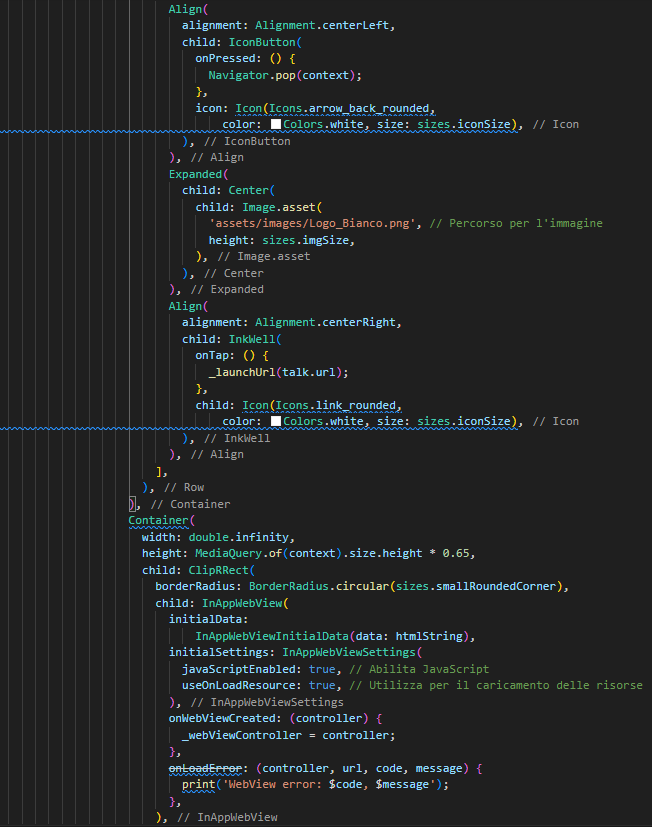 Align(
alignment: Alignment.centerLeft,
child: IconButton(
onPressed: () {
Navigator.pop(context);
},
icon: Icon(Icons.arrow_back_rounded,
color: Colors.white, size: sizes.iconSize), // Icon
), // IconButton
), // Align
Expanded(
child: Center(
child: Image.asset(
'assets/images/Logo_Bianco.png', // Percorso per l'immagine
height: sizes.imgSize,
), // Image.asset
), // Center
), // Expanded
Align(
alignment: Alignment.centerRight,
child: InkWell(
onTap: () {
_launchUrl(talk.url);
},
child: Icon(Icons.link_rounded,
color: Colors.white, size: sizes.iconSize), // Icon
), // InkWell
), // Align
],
), // Row
), // Container
Container(
width: double.infinity,
height: MediaQuery.of(context).size.height * 0.65,
child: ClipRRect(
borderRadius: BorderRadius.circular(sizes.smallRoundedCorner),
child: InAppWebView(
initialData:
InAppWebViewInitialData(data: htmlString),
initialSettings: InAppWebViewSettings(
javaScriptEnabled: true, // Abilita JavaScript
useOnLoadResource: true, // Utilizza per il caricamento delle risorse
), // InAppWebViewSettings
onWebViewCreated: (controller) {
_webViewController = controller;
},
onLoadError: (controller, url, code, message) {
print('WebView error: $code, $message');
},
), // InAppWebView